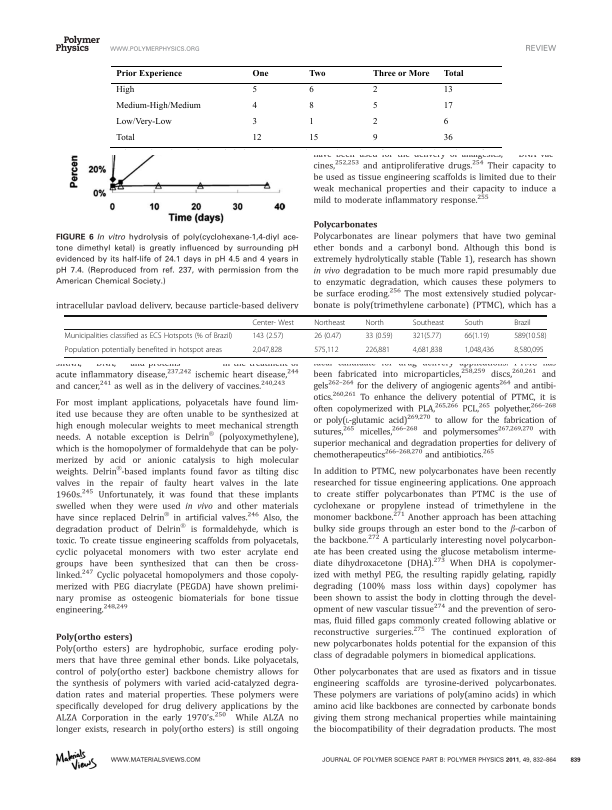 Polymer
Physics
WWW.POLYMERPHYSICS.ORG
REVIEW
Prior Experience One Two Three or More Total
High 5 6 2 13
Medium-High/Medium 4 8 5 17
Low/Very-Low 3 1 2 6
Total 12 15 9 36
Percen
20%
0%
0 10 20 30 40
Time (days)
FIGURE 6 In vitro hydrolysis of poly(cyclohexane-1,4-diyl ace-
tone dimethyl ketal) is greatly influenced by surrounding pH
evidenced by its half-life of 24.1 days in pH 4.5 and 4 years in
pH 7.4. (Reproduced from ref. 237, with permission from the
American Chemical Society.)
intracellular payload delivery, because particle-based delivery
have been used for the delivery of analgesics, DNA vac-
cines,252,253 and antiproliferative drugs.254 Their capacity to
be used as tissue engineering scaffolds is limited due to their
weak mechanical properties and their capacity to induce a
mild to moderate inflammatory response.255
Polycarbonates
Polycarbonates are linear polymers that have two geminal
ether bonds and a carbonyl bond. Although this bond is
extremely hydrolytically stable (Table 1), research has shown
in vivo degradation to be much more rapid presumably due
to enzymatic degradation, which causes these polymers to
be surface eroding.256 The most extensively studied polycar-
bonate is poly(trimethylene carbonate) (PTMC), which has a
Center- West Northeast North Southeast South Brazil
Municipalities classified as ECS Hotspots (% of Brazil) 143 (2.57) 26 (0.47) 33 (0.59) 321(5.77) 66(1.19) 589(10.58)
Population potentially benefited in hotspot areas 2,047,828 575,112 226,881 4,681,838 1,048,436 8,580,095
in the treatment of
acute inflammatory disease,237,242 ischemic heart disease,244
and cancer,241 as well as in the delivery of vaccines.240,243
For most implant applications, polyacetals have found lim-
ited use because they are often unable to be synthesized at
high enough molecular weights to meet mechanical strength
needs. A notable exception is Delrin® (polyoxymethylene),
which is the homopolymer of formaldehyde that can be poly-
merized by acid or anionic catalysis to high molecular
weights. Delrin®-based implants found favor as tilting disc
valves in the repair of faulty heart valves in the late
1960s.245 Unfortunately, it was found that these implants
swelled when they were used in vivo and other materials
have since replaced Delrin® in artificial valves.246 Also, the
degradation product of Delrin® is formaldehyde, which is
toxic. To create tissue engineering scaffolds from polyacetals,
cyclic polyacetal monomers with two ester acrylate end
groups have been synthesized that can then be cross-
linked.247 Cyclic polyacetal homopolymers and those copoly-
merized with PEG diacrylate (PEGDA) have shown prelimi-
nary promise as osteogenic biomaterials for bone tissue
engineering.248,249
Poly(ortho esters)
Poly(ortho esters) are hydrophobic, surface eroding poly-
mers that have three geminal ether bonds. Like polyacetals,
control of poly(ortho ester) backbone chemistry allows for
the synthesis of polymers with varied acid-catalyzed degra-
dation rates and material properties. These polymers were
specifically developed for drug delivery applications by the
ALZA Corporation in the early 1970's.250 While ALZA no
longer exists, research in poly(ortho esters) is still ongoing
been fabricated into microparticles,258,259 discs,260,261 and
gels262–264 for the delivery of angiogenic agents264 and antibi-
otics.260,261 To enhance the delivery potential of PTMC, it is
often copolymerized with PLA,265,266 PCL,265 polyether,266–268
or poly(L-glutamic acid)269,270 to allow for the fabrication of
sutures,265 micelles,266–268 and polymersomes267,269,270 with
superior mechanical and degradation properties for delivery of
chemotherapeutics266–268,270 and antibiotics.265
In addition to PTMC, new polycarbonates have been recently
researched for tissue engineering applications. One approach
to create stiffer polycarbonates than PTMC is the use of
cyclohexane or propylene instead of trimethylene in the
monomer backbone.271 Another approach has been attaching
bulky side groups through an ester bond to the β-carbon of
the backbone.272 A particularly interesting novel polycarbon-
ate has been created using the glucose metabolism interme-
diate dihydroxacetone (DHA).273 When DHA is copolymer-
ized with methyl PEG, the resulting rapidly gelating, rapidly
degrading (100% mass loss within days) copolymer has
been shown to assist the body in clotting through the devel-
opment of new vascular tissue274 and the prevention of sero-
mas, fluid filled gaps commonly created following ablative or
reconstructive surgeries.275 The continued exploration of
new polycarbonates holds potential for the expansion of this
class of degradable polymers in biomedical applications.
Other polycarbonates that are used as fixators and in tissue
engineering scaffolds are tyrosine-derived polycarbonates.
These polymers are variations of poly(amino acids) in which
amino acid like backbones are connected by carbonate bonds
giving them strong mechanical properties while maintaining
the biocompatibility of their degradation products. The most
Materials
Views
WWW.MATERIALSVIEWS.COM
JOURNAL OF POLYMER SCIENCE PART B: POLYMER PHYSICS 2011, 49, 832–864 839